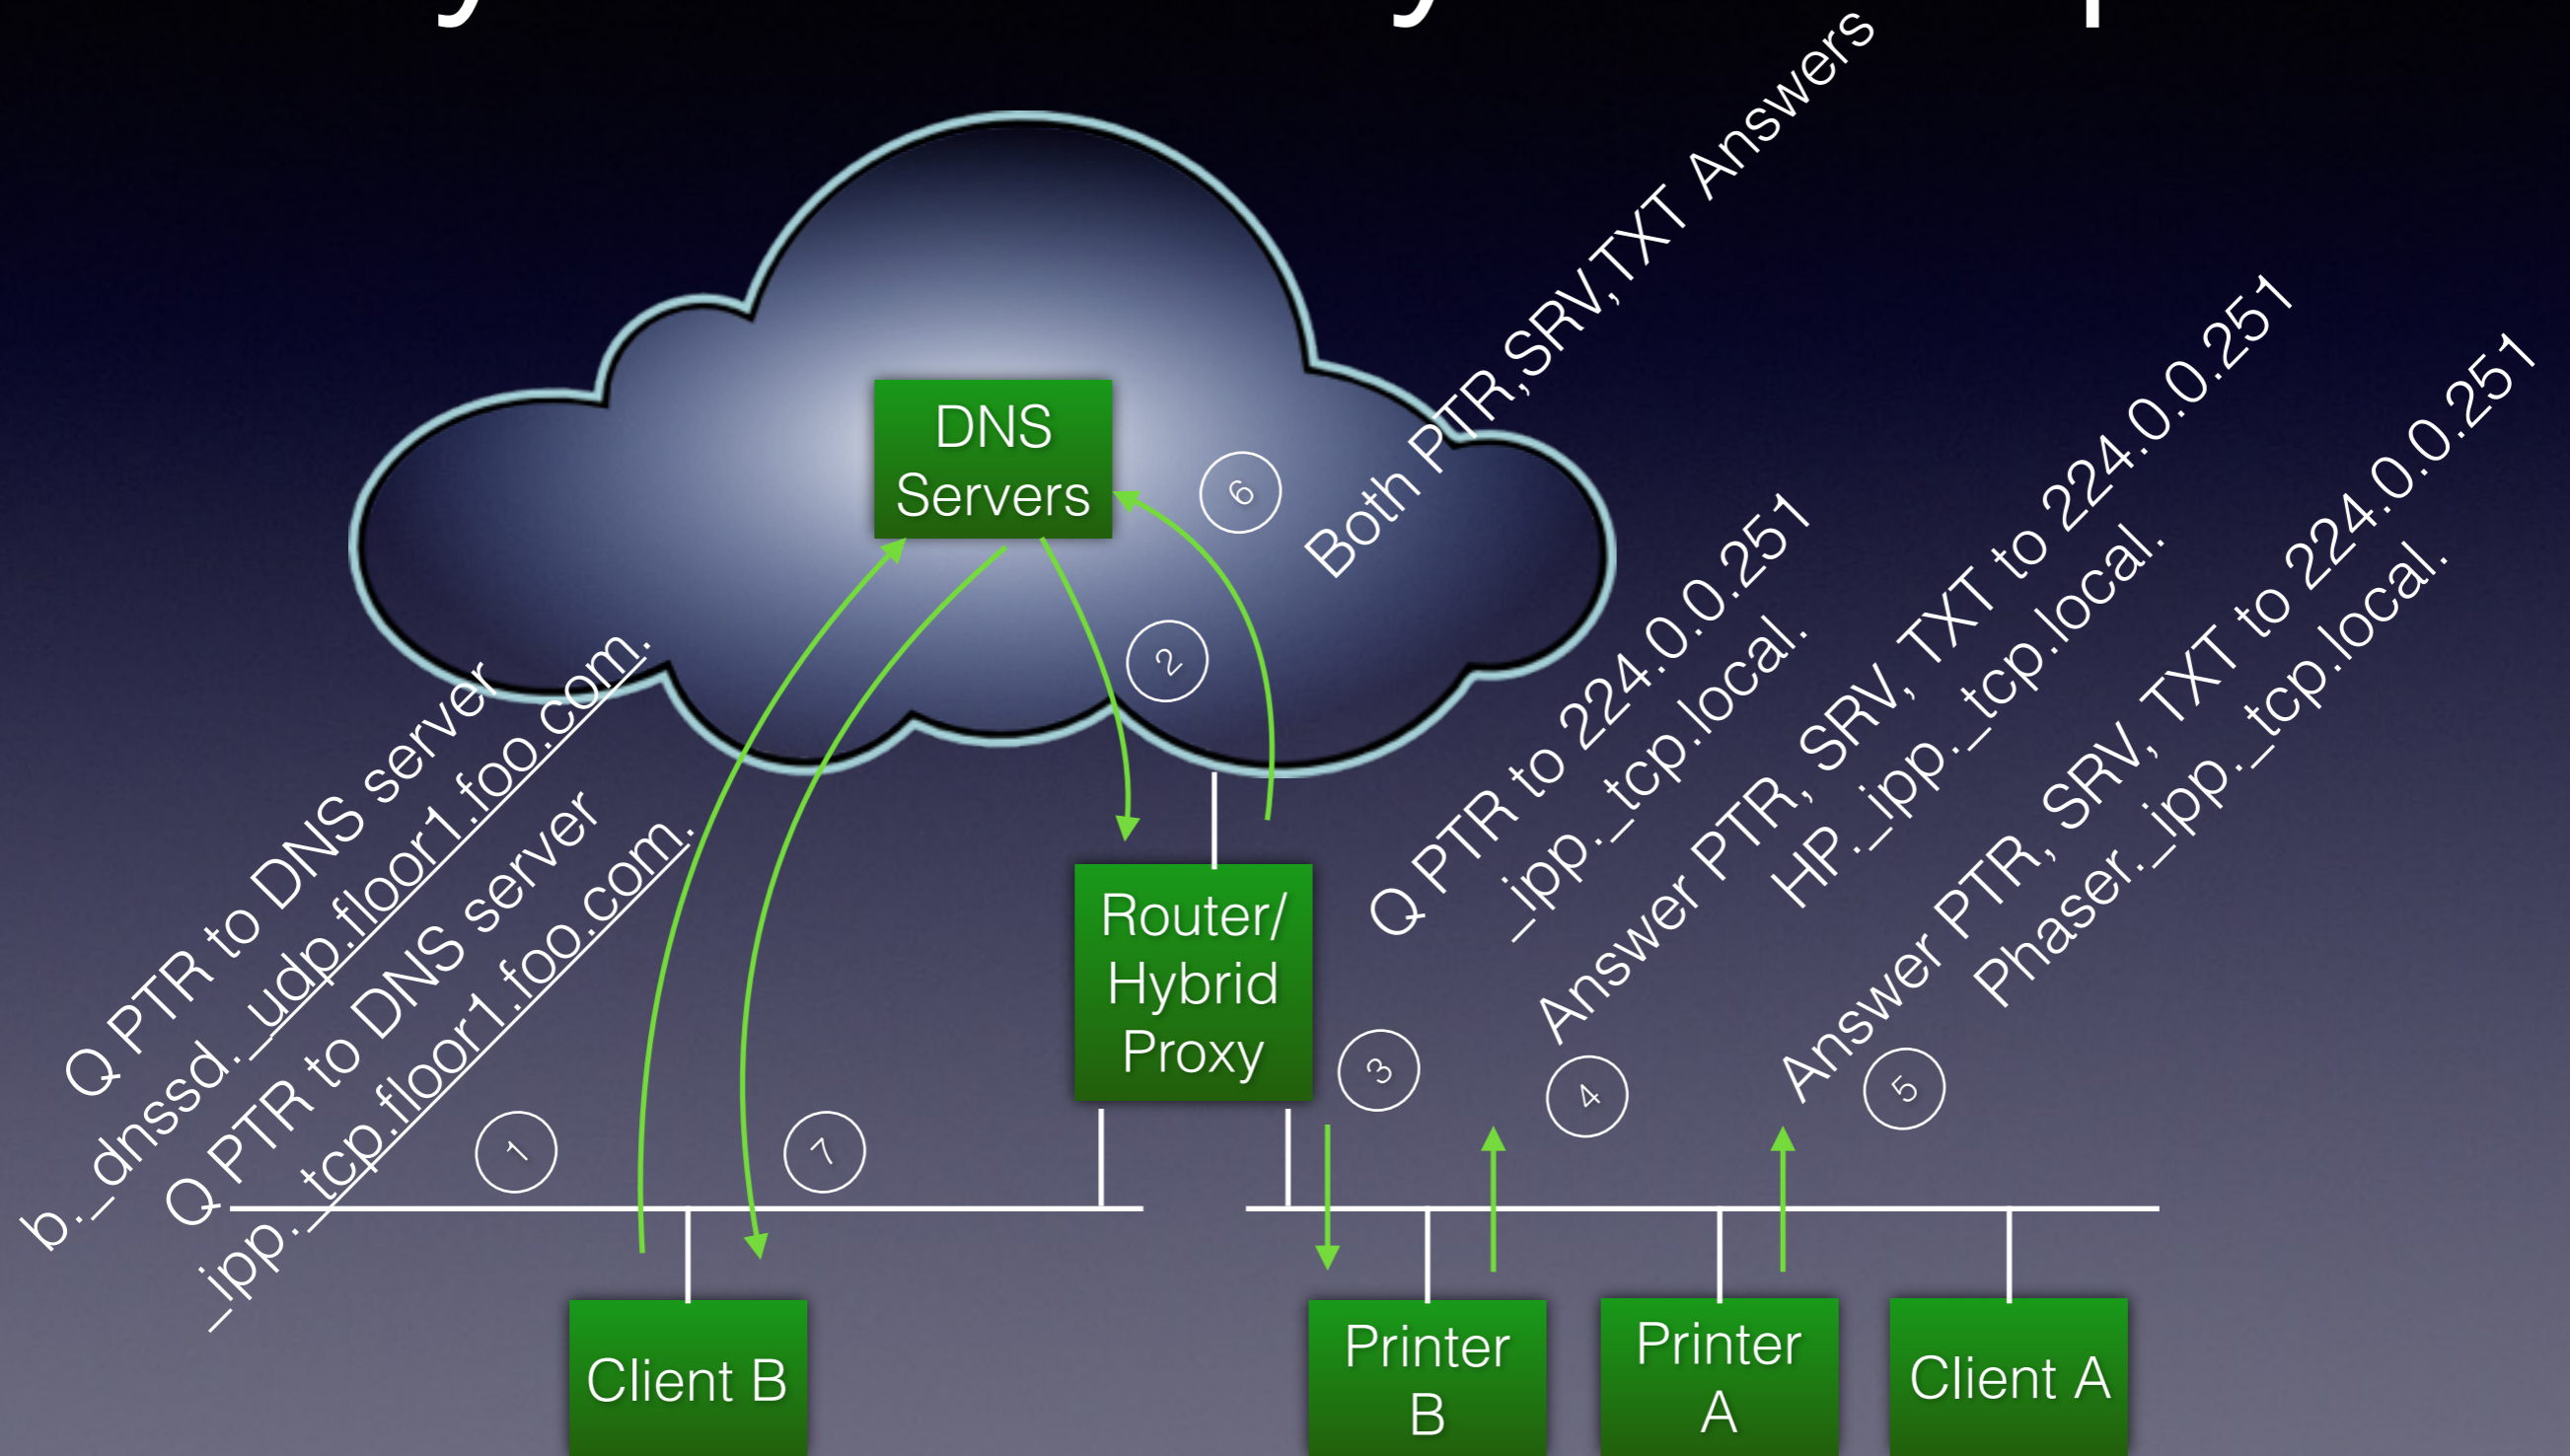 DNS
Servers
6
Both PTR,SRV,TXT Answers
2
Q PTR to DNS server
b._dnssd._udp.floor1.foo.com.
Q PTR to DNS server
_ipp._tcp.floor1.foo.com.
1
7
Router/
Hybrid
Proxy
Q PTR to 224.0.0.251
_ipp._tcp.local.
3
Answer PTR, SRV, TXT to 224.0.0.251
HP._ipp._tcp.local.
4
Answer PTR, SRV, TXT to 224.0.0.251
Phaser._ipp._tcp.local.
5
Client B
Printer
B
Printer
A
Client A